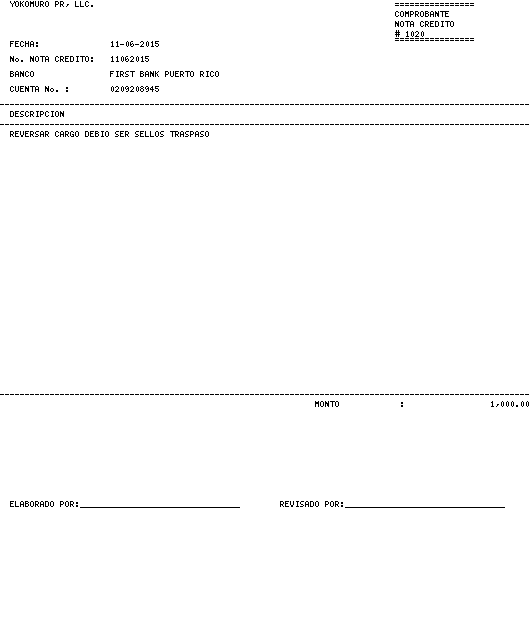 YOKOMURO PR, LLC.
================
COMPROBANTE
NOTA CREDITO
# 1020
================
FECHA: 11-06-2015
No. NOTA CREDITO: 11062015
BANCO FIRST BANK PUERTO RICO
CUENTA No. : 0209208945
DESCRIPCION
REVERSAR CARGO DEBIO SER SELLOS TRASPASO
MONTO : 1,000.00
ELABORADO POR:________________________________ REVISADO POR:________________________________